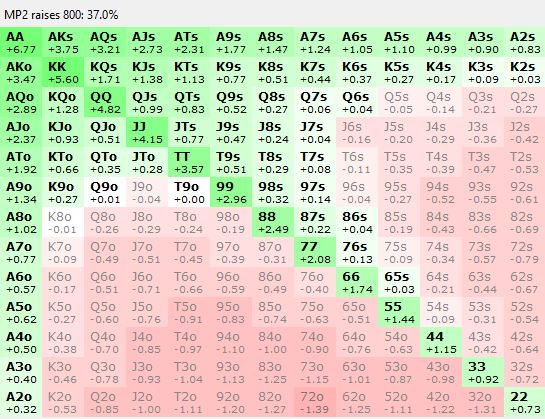 MP2 raises 800: 37.0%
AA AKs AQs AJs ATs A9s A8s A7s A6s A5s A4s A3s A2s
+6.77 +3.75 +3.21 +2.73 +2.31 +1.77 +1.47 +1.24 +1.05 +1.10 +0.99 +0.90 +0.83
AKo KK KQs KJs KTs K9s K8s K7s K6s K5s K4s K3s K2s
+3.47 +5.60 +1.71 +1.38 +1.13 +0.77 +0.51 +0.44 +0.37 +0.27 +0.17 +0.09 +0.03
AQo KQo QQ QJs QTs Q9s Q8s Q7s Q6s Q5s Q4s Q3s Q2s
+2.89 +1.28 +4.82 +0.99 +0.83 +0.52 +0.27 +0.06 +0.04 -0.05 -0.14 -0.21 -0.27
AJo KJo QJo JJ JTs J9s J8s J7s J6s J5s J4s J3s J2s
+2.37 +0.93 +0.51 +4.15 +0.77 +0.47 +0.24 +0.04 -0.16 -0.20 -0.29 -0.36 -0.42
ATo KTo QTo JTo TT T9s T8s T7s T6s T5s T4s T3s T2s
+1.92 +0.66 +0.35 +0.28 +3.57 +0.51 +0.29 +0.08 -0.11 -0.35 -0.39 -0.47 -0.53
A9o K9o Q9o J9o T9o 99 98s 97s 96s 95s 94s 93s 92s
+1.29 +0.27 +0.01 -0.04 +0.00 +2.96 +0.32 +0.14 -0.04 -0.27 -0.52 -0.55 -0.61
A8o K8o Q8o J8o T8o 98o 88 87s 86s 85s 84s 83s 82s
+1.02 -0.01 -0.26 -0.29 -0.24 -0.19 +2.49 +0.22 +0.04 -0.19 -0.43 -0.66 -0.69
A7o K7o Q7o J7o T7o 97o 87o 77 76s 75s 74s 73s 72s
+0.77 -0.09 -0.49 -0.51 -0.45 -0.39 -0.31 +2.08 +0.13 -0.09 -0.34 -0.57 -0.79
A6o K6o Q6o J6o T6o 96o 86o 76o 66 65s 64s 63s 62s
+0.57 -0.17 -0.51 -0.71 -0.66 -0.59 -0.49 -0.40 +1.74 +0.03 -0.21 -0.44 -0.67
A5o K5o Q5o J5o T5o 95o 85o 75o 65o 55 54s 53s 52s
+0.62 -0.27 -0.60 -0.76 -0.91 -0.83 -0.74 -0.63 -0.51 +1.44 -0.09 -0.31 -0.54
A4o K4o Q4o J4o T4o 94o 84o 74o 64o 54o 44 43s 42s
+0.50 -0.38 -0.70 -0.85 -0.97 -1.10 -1.00 -0.90 -0.76 -0.63 +1.15 -0.42 -0.64
A3o K3o Q3o J3o T3o 93o 83o 73o 63o 53o 43o 33 32s
+0.40 -0.46 -0.78 -0.93 -1.04 -1.13 -1.25 -1.15 -1.01 -0.87 -0.98 +0.92 -0.72
A2o K2o Q2o J2o T2o 92o 82o 72o 62o 52o 42o 32o 22
+0.32 -0.53 -0.85 -1.00 -1.11 -1.20 -1.27 -1.39 -1.25 -1.11 -1.22 -1.31 +0.73